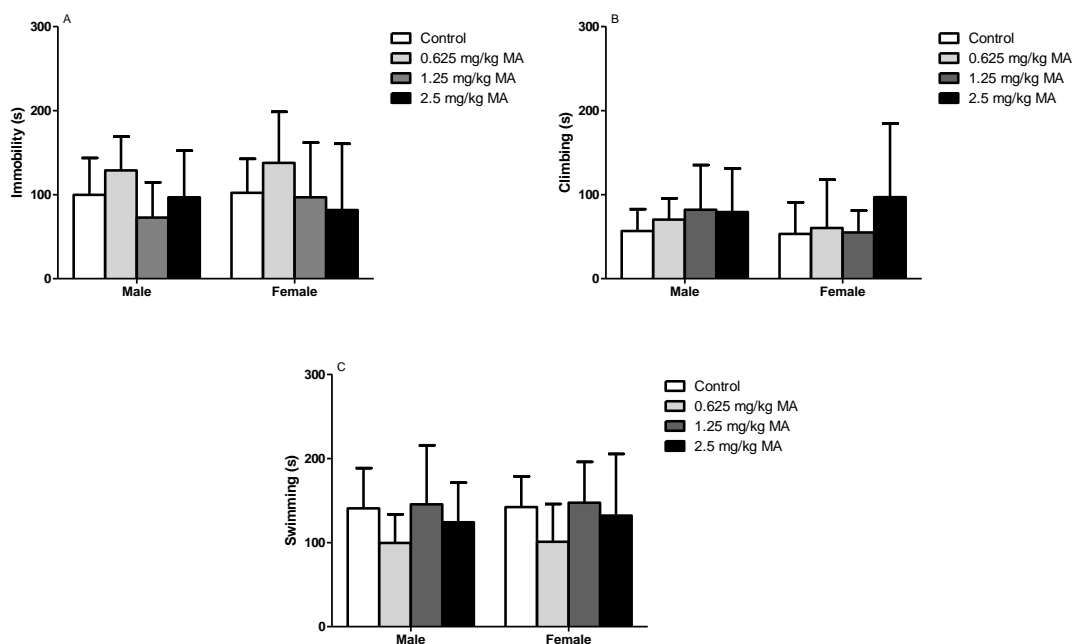 A
300
200
100
0
Immobility (s)
Male
Female
Control
0.625 mg/kg MA
1.25 mg/kg MA
2.5 mg/kg MA
B
300
200
100
0
Climbing (s)
Male
Female
Control
0.625 mg/kg MA
1.25 mg/kg MA
2.5 mg/kg MA
C
300
200
100
0
Swimming (s)
Male
Female
Control
0.625 mg/kg MA
1.25 mg/kg MA
2.5 mg/kg MA